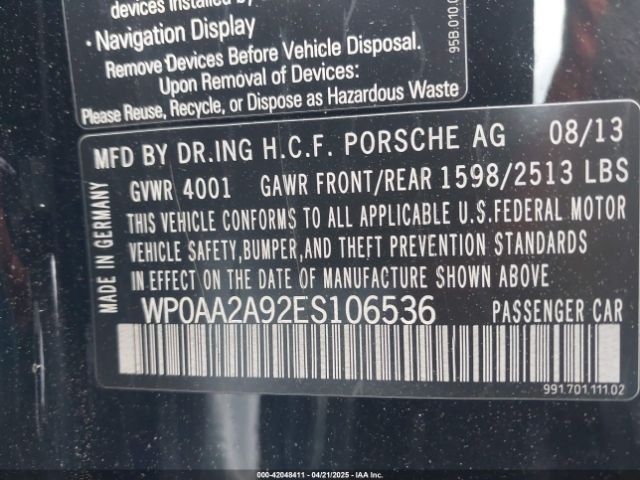 devices installed by
• Navigation Display
Remove Devices Before Vehicle Disposal.
Upon Removal of Devices:
Please Reuse, Recycle, or Dispose as Hazardous Waste
95B.010.
MFD BY DR.ING H.C.F. PORSCHE AG 08/13
GVWR 4001 GAWR FRONT/REAR 1598/2513 LBS
THIS VEHICLE CONFORMS TO ALL APPLICABLE U.S.FEDERAL MOTOR
VEHICLE SAFETY,BUMPER,AND THEFT PREVENTION STANDARDS
IN EFFECT ON THE DATE OF MANUFACTURE SHOWN ABOVE
WP0AA2A92ES106536 PASSENGER CAR
MADE IN GERMANY
991.701.111.02
000-42048411 - 04/21/2025 - IAA Inc.